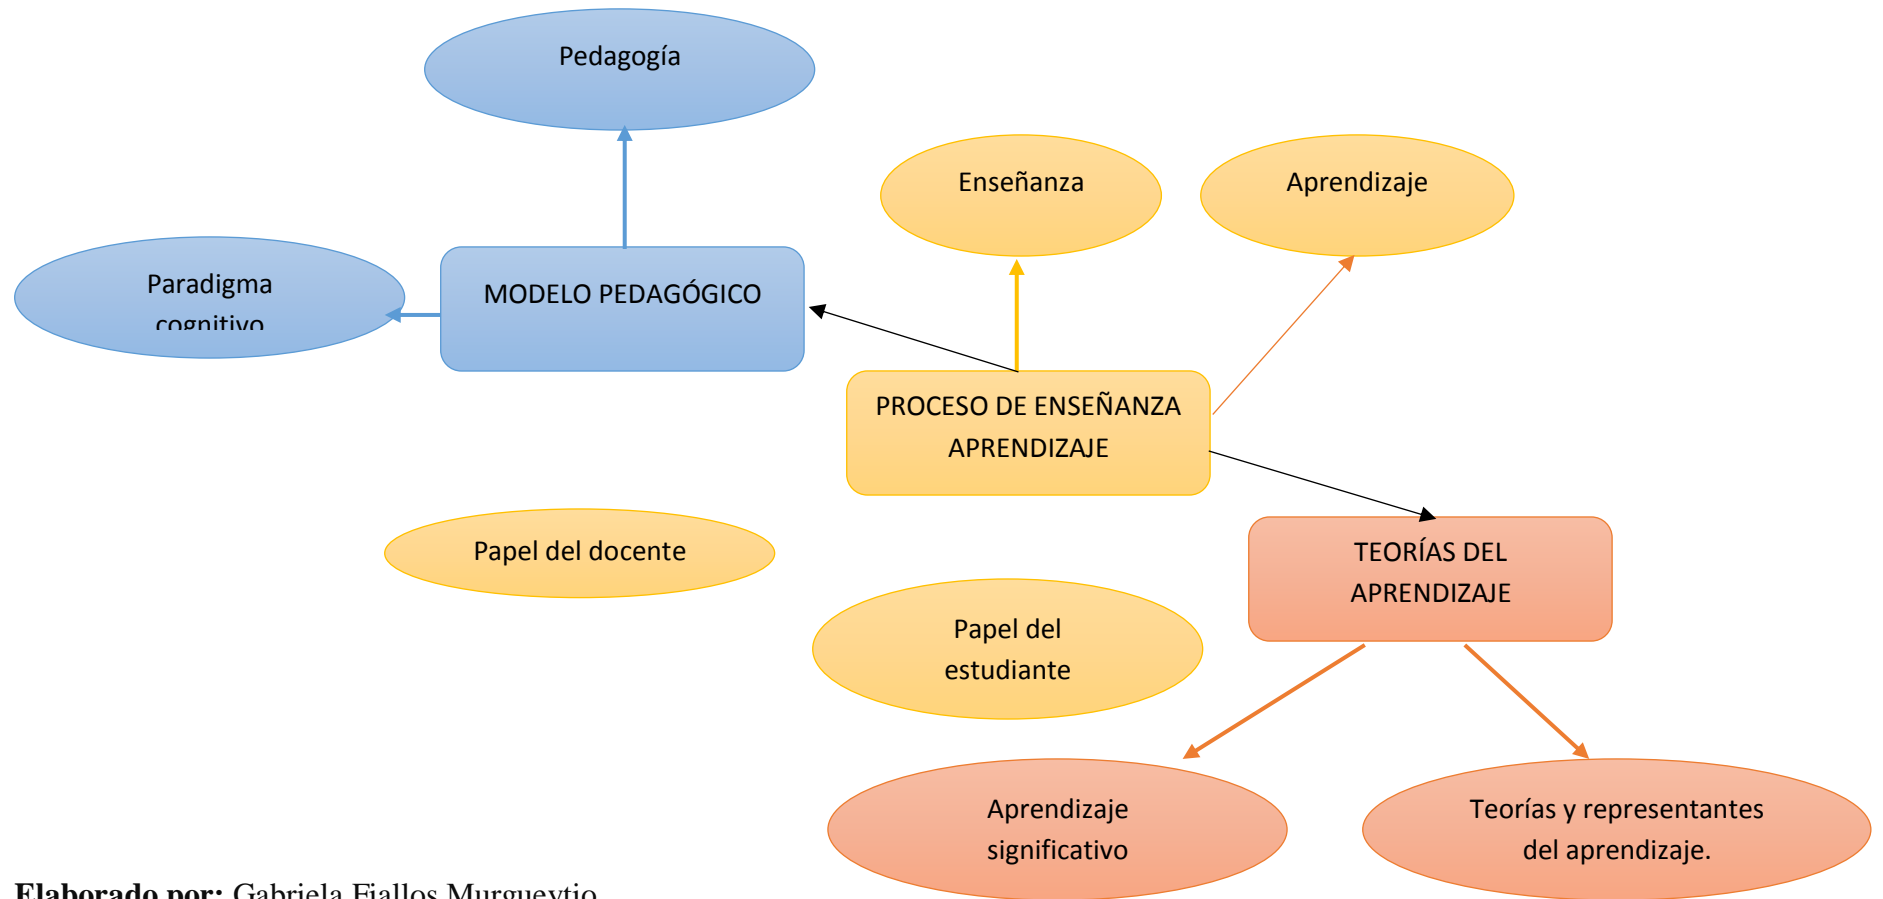 Pedagogía
Enseñanza
Aprendizaje
Paradigma
cognitivo
MODELO PEDAGÓGICO
PROCESO DE ENSEÑANZA
APRENDIZAJE
Papel del docente
TEORÍAS DEL
APRENDIZAJE
Papel del
estudiante
Aprendizaje
significativo
Teorías y representantes
del aprendizaje.
Elaborado por: Gabriela Fiallos Murgueytio